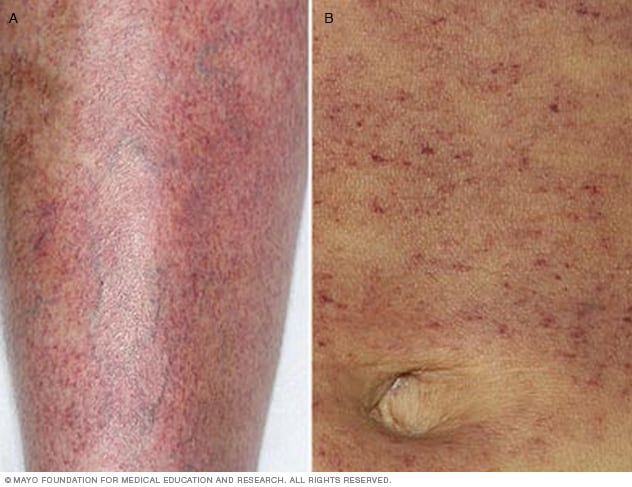 A B
© MAYO FOUNDATION FOR MEDICAL EDUCATION AND RESEARCH. ALL RIGHTS RESERVED.